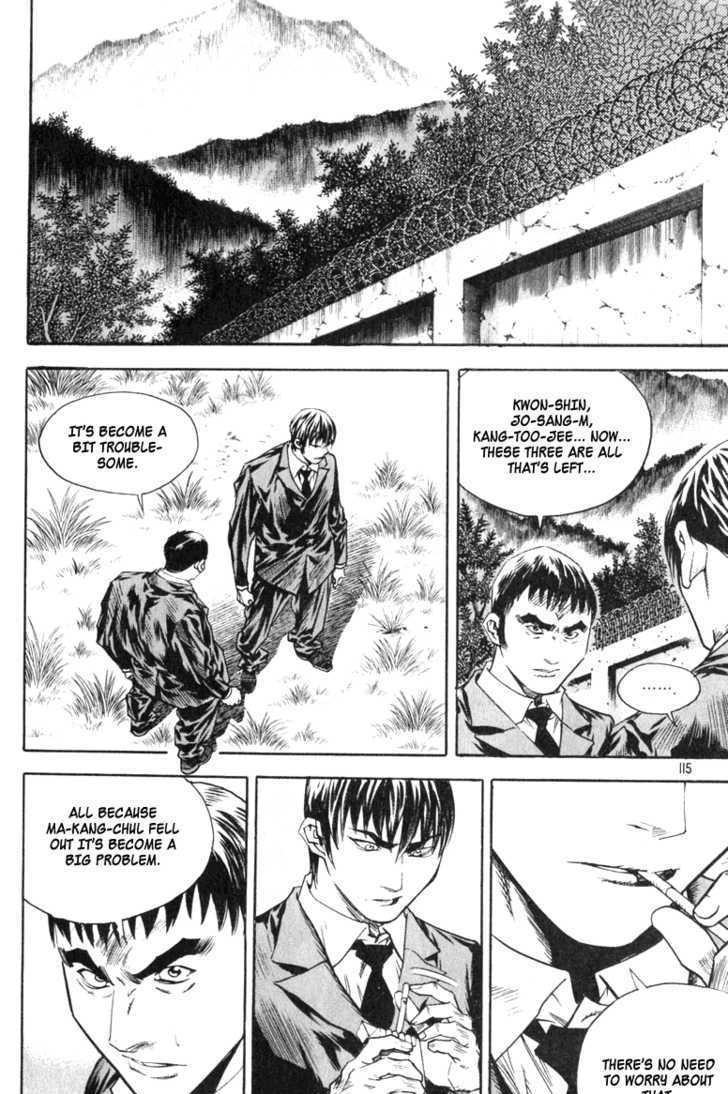 IT'S BECOME A
BIT TROUBLE-
SOME.
KWON-SHIN,
JO-SANG-M,
KANG-TOO-JEE... NOW...
THESE THREE ARE ALL
THAT'S LEFT...
.......
115
ALL BECAUSE
MA-KANG-CHUL FELL
OUT IT'S BECOME A
BIG PROBLEM.
THERE'S NO NEED
TO WORRY ABOUT
THAT...